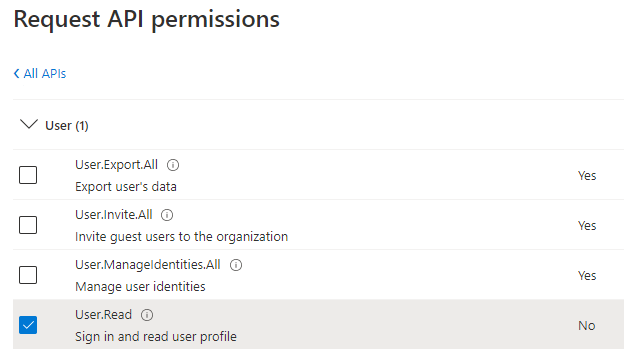 Request API permissions
All APIs
User (1)
User.Export.All
Export user's data
Yes
User.Invite.All
Invite guest users to the organization
Yes
User.ManageIdentities.All
Manage user identities
Yes
User.Read
Sign in and read user profile
No